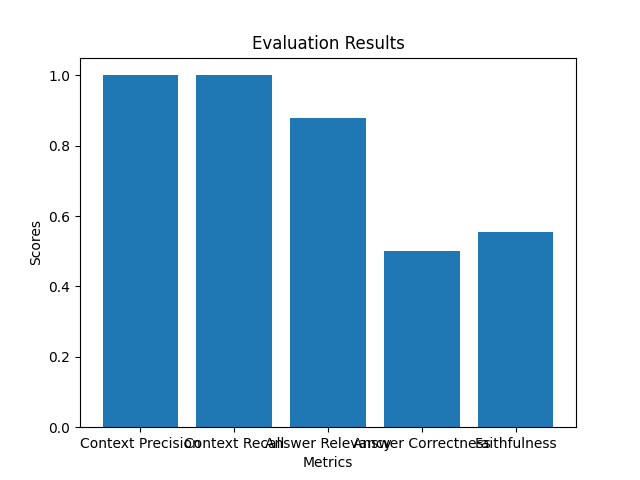 Evaluation Results
1.0
0.8
0.6
0.4
0.2
0.0
Scores
Context Precision Context Recall Answer Relevancy Answer Correctness Faithfulness
Metrics